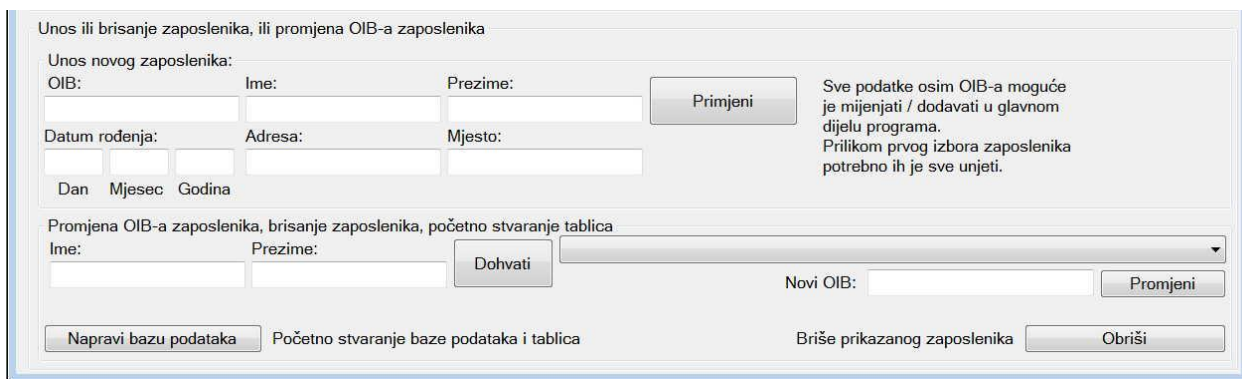 Unos ili brisanje zaposlenika, ili promjena OIB-a zaposlenika
Unos novog zaposlenika:
OIB: Ime: Prezime:
Primjeni
Datum rođenja: Adresa: Mjesto:
Dan Mjesec Godina
Sve podatke osim OIB-a moguće
je mijenjati / dodavati u glavnom
dijelu programa.
Prilikom prvog izbora zaposlenika
potrebno ih je sve unjeti.
Promjena OIB-a zaposlenika, brisanje zaposlenika, početno stvaranje tablica
Ime: Prezime:
Dohvati
Novi OIB: Promjeni
Napravi bazu podataka Početno stvaranje baze podataka i tablica Briše prikazanog zaposlenika Obriši